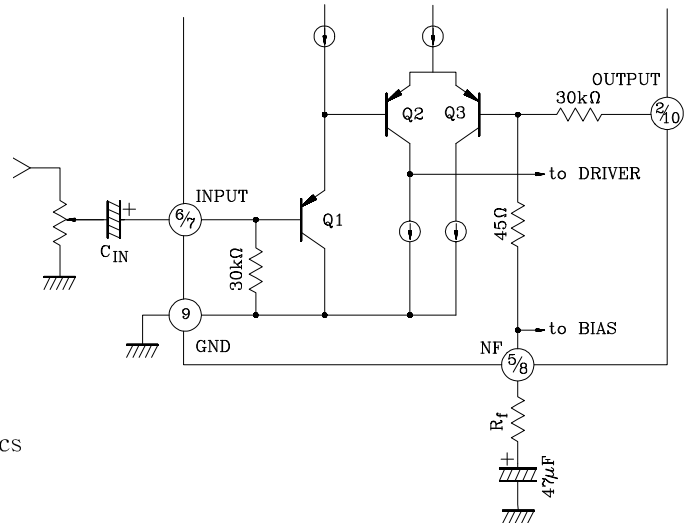 OUTPUT
30kΩ
2/10
Q2
Q3
to DRIVER
INPUT
6/7
+
C_IN
Q1
30kΩ
45Ω
9
GND
to BIAS
NF
5/8
R_f
+
47μF
CS